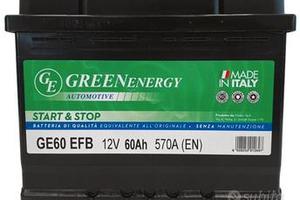 GE GREENENERGY
AUTOMOTIVE
MADE IN ITALY
START & STOP
BATTERIA DI QUALITÀ EQUIVALENTE ALL'ORIGINALE • SENZA MANUTENZIONE
GE60 EFB 12V 60Ah 570A (EN)
subito